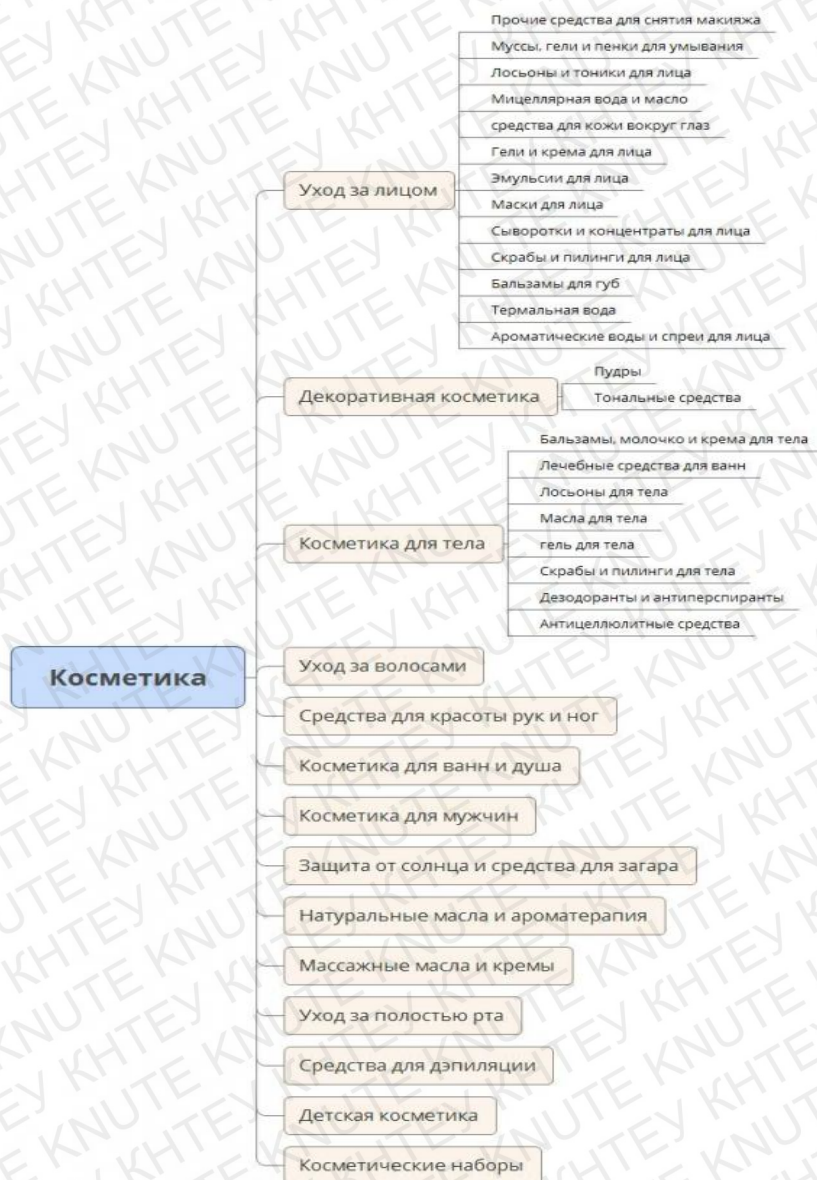 Прочие средства для снятия макияжа
Муссы, гели и пенки для умывания
Лосьоны и тоники для лица
Мицеллярная вода и масло
средства для кожи вокруг глаз
Гели и крема для лица
Уход за лицом
Эмульсии для лица
Маски для лица
Сыворотки и концентраты для лица
Скрабы и пилинги для лица
Бальзамы для губ
Термальная вода
Ароматические воды и спреи для лица
Декоративная косметика
Пудры
Тональные средства
Бальзамы, молочко и крема для тела
Лечебные средства для ванн
Лосьоны для тела
Масла для тела
Косметика для тела
гель для тела
Скрабы и пилинги для тела
Дезодоранты и антиперспиранты
Антицеллюлитные средства
Косметика
Уход за волосами
Средства для красоты рук и ног
Косметика для ванн и душа
Косметика для мужчин
Защита от солнца и средства для загара
Натуральные масла и ароматерапия
Массажные масла и кремы
Уход за полостью рта
Средства для дэпиляции
Детская косметика
Косметические наборы
КНТЕУ KNUTE